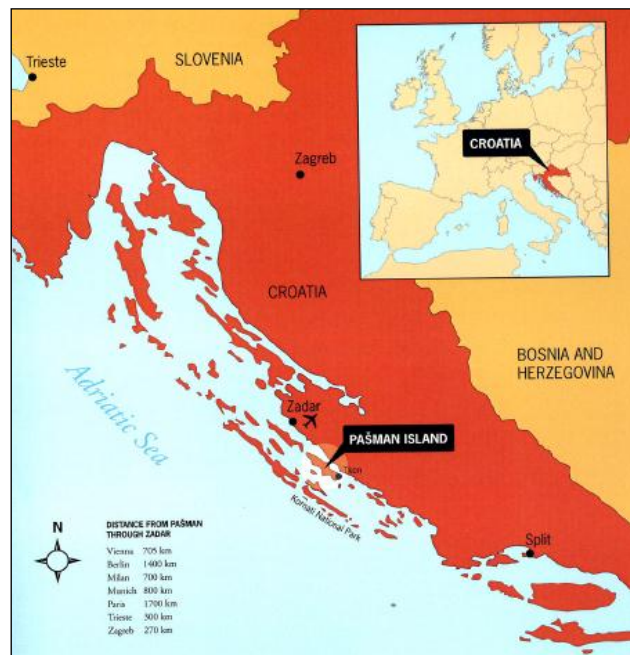 SLOVENIA
Trieste
Zagreb
CROATIA
CROATIA
BOSNIA AND
HERZEGOVINA
Adriatic Sea
Zadar
PAŠMAN ISLAND
Tkon
Kornati National Park
Split
N
DISTANCE FROM PAŠMAN
THROUGH ZADAR
Vienna 705 km
Berlin 1400 km
Milan 700 km
Munich 800 km
Paris 1700 km
Trieste 300 km
Zagreb 270 km